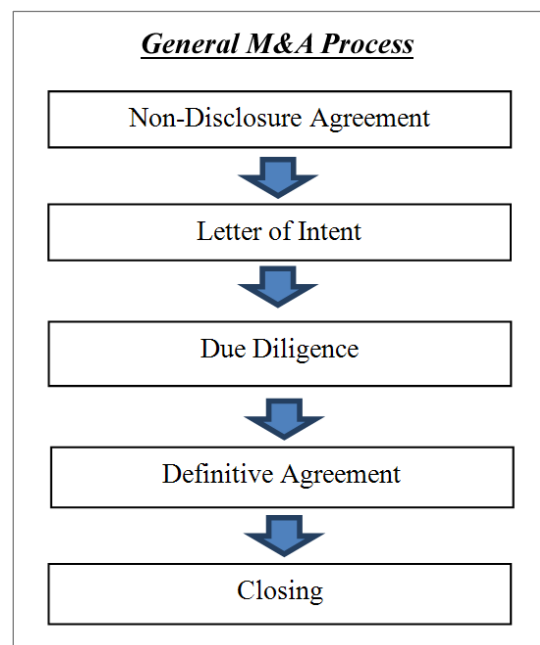 General M&A Process
Non-Disclosure Agreement
Letter of Intent
Due Diligence
Definitive Agreement
Closing